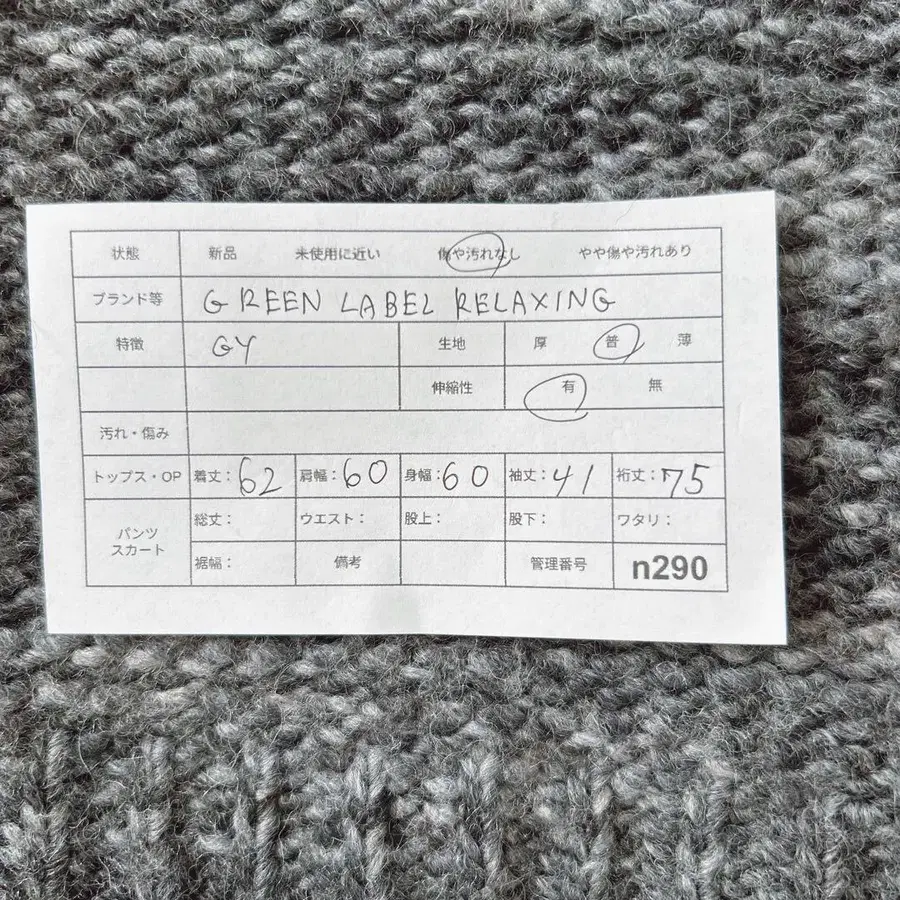 状態 新品 未使用に近い 傷や汚れなし やや傷や汚れあり
ブランド等 GREEN LABEL RELAXING
特徴 GY 生地 厚 普 薄
伸縮性 有 無
汚れ・傷み
トップス・OP 着丈：62 肩幅：60 身幅：60 袖丈：41 裄丈：75
パンツ スカート 総丈： ウエスト： 股上： 股下： ワタリ：
裾幅： 備考 管理番号 n290